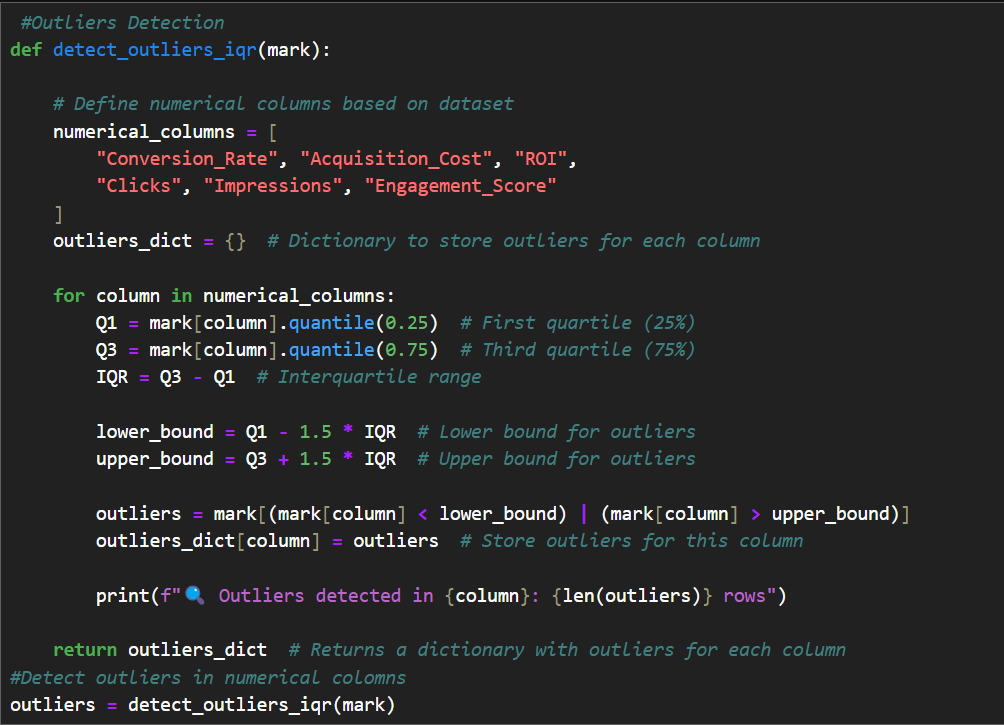 #Outliers Detection
def detect_outliers_iqr(mark):
    # Define numerical columns based on dataset
    numerical_columns = [
        "Conversion_Rate", "Acquisition_Cost", "ROI",
        "Clicks", "Impressions", "Engagement_Score"
    ]
    outliers_dict = {}  # Dictionary to store outliers for each column
    for column in numerical_columns:
        Q1 = mark[column].quantile(0.25)  # First quartile (25%)
        Q3 = mark[column].quantile(0.75)  # Third quartile (75%)
        IQR = Q3 - Q1  # Interquartile range
        lower_bound = Q1 - 1.5 * IQR  # Lower bound for outliers
        upper_bound = Q3 + 1.5 * IQR  # Upper bound for outliers
        outliers = mark[(mark[column] < lower_bound) | (mark[column] > upper_bound)]
        outliers_dict[column] = outliers  # Store outliers for this column
        print(f"🔍 Outliers detected in {column}: {len(outliers)} rows")
    return outliers_dict  # Returns a dictionary with outliers for each column
#Detect outliers in numerical colomns
outliers = detect_outliers_iqr(mark)